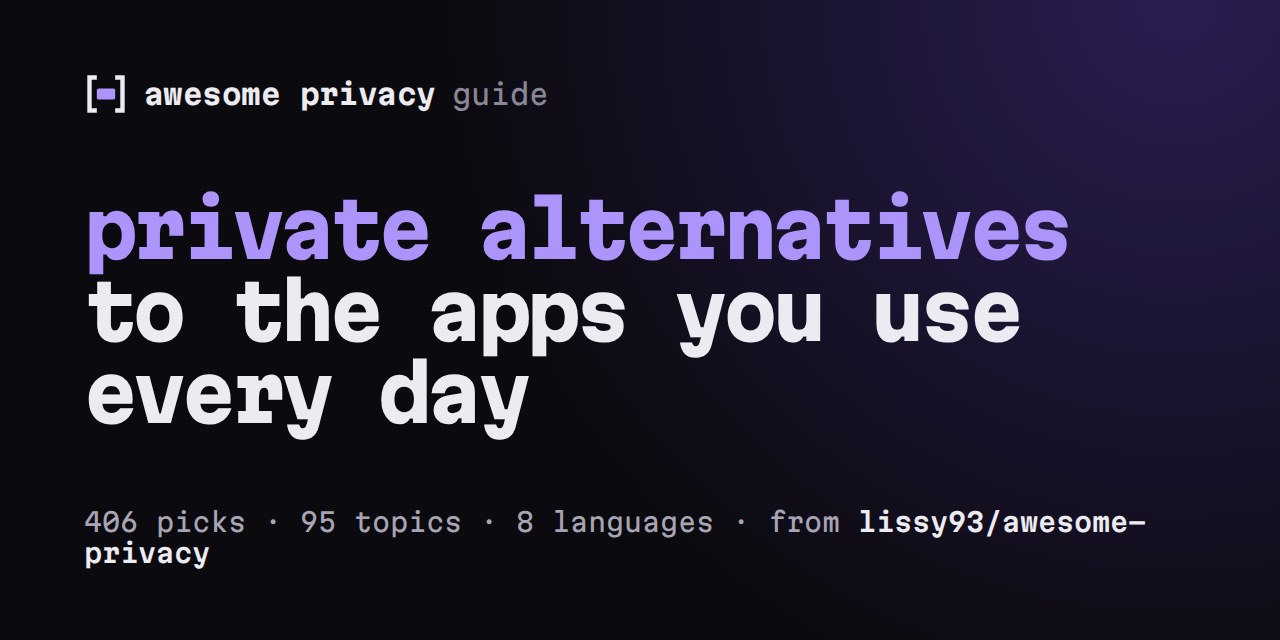 [-] awesome privacy guide
private alternatives
to the apps you use
every day
406 picks · 95 topics · 8 languages · from lissy93/awesome-
privacy